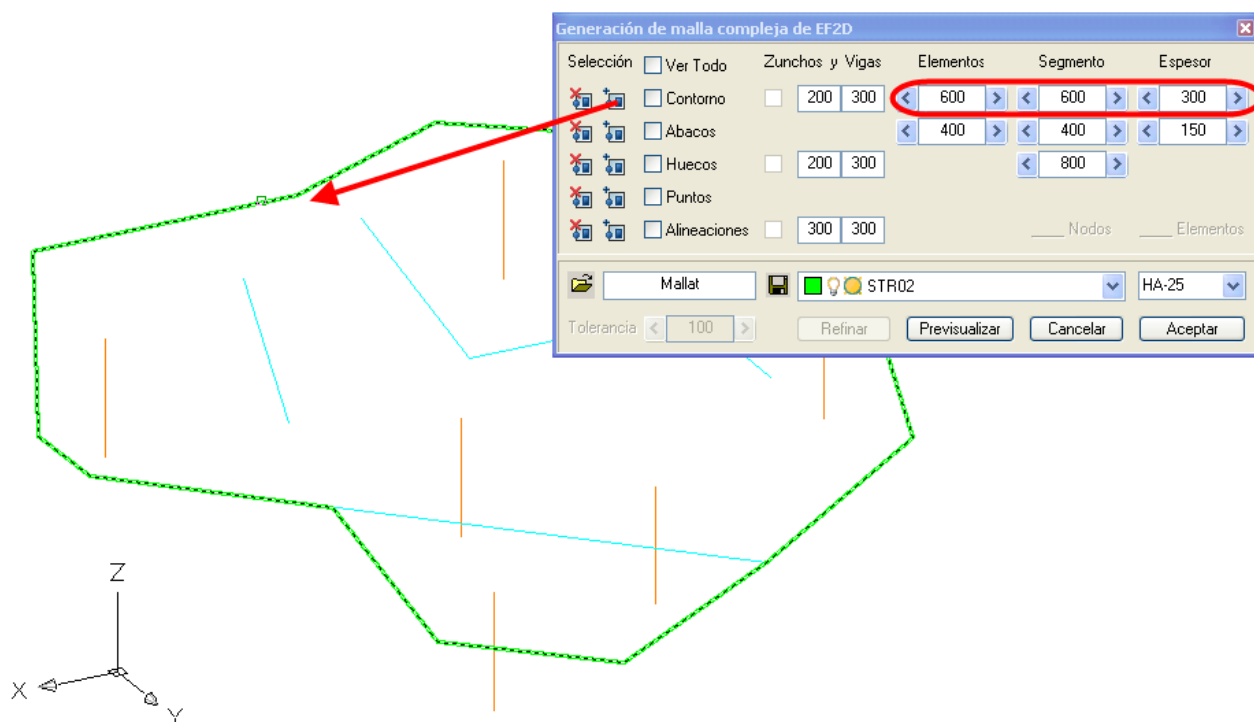 Generación de malla compleja de EF2D
Selección Ver Todo Zunchos y Vigas Elementos Segmento Espesor
Contorno 200 300 600 600 300
Abacos 400 400 150
Huecos 200 300 800
Puntos
Alineaciones 300 300 ____ Nodos ____ Elementos
Mallat STR02 HA-25
Tolerancia 100 Refinar Previsualizar Cancelar Aceptar
Z
X
Y